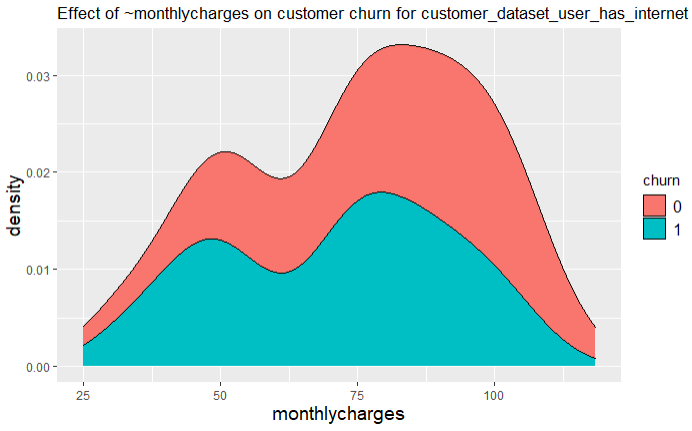 Effect of ~monthlycharges on customer churn for customer_dataset_user_has_internet
0.03
0.02
0.01
0.00
density
25 50 75 100
monthlycharges
churn
0
1